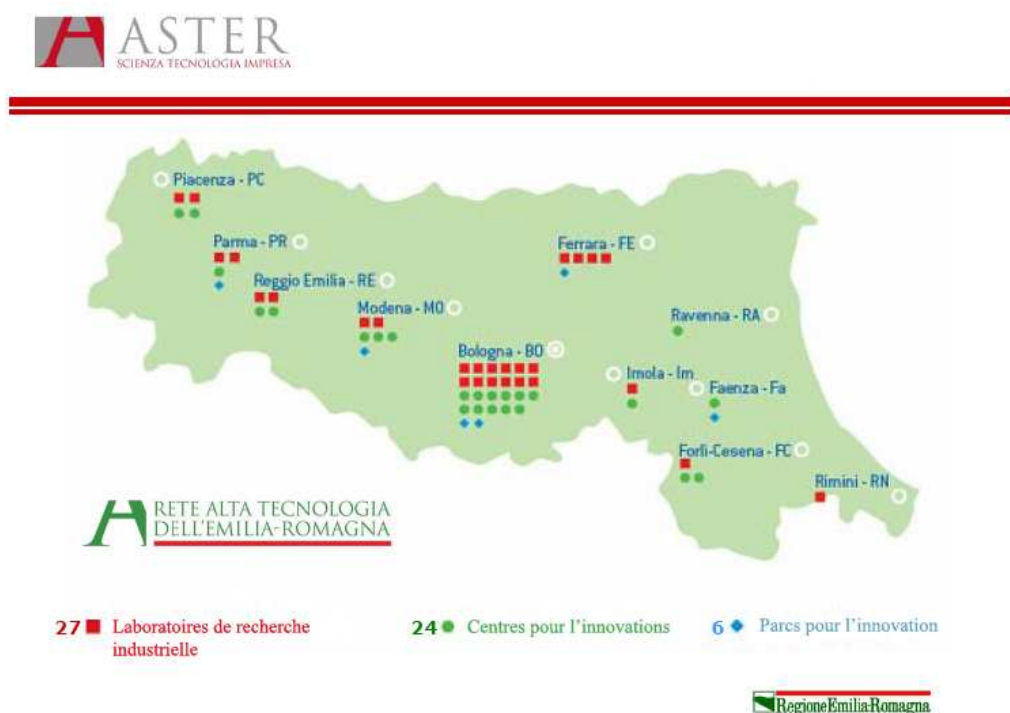 ASTER
SCIENZA TECNOLOGIA IMPRESA
Piacenza - PC
Parma - PR
Ferrara - FE
Reggio Emilia - RE
Modena - MO
Ravenna - RA
Bologna - BO
Imola - Im
Faenza - Fa
Forlì-Cesena - FC
Rimini - RN
RETE ALTA TECNOLOGIA
DELL'EMILIA-ROMAGNA
27 Laboratoires de recherche
industrielle
24 Centres pour l'innovations
6 Parcs pour l'innovation
RegioneEmilia-Romagna